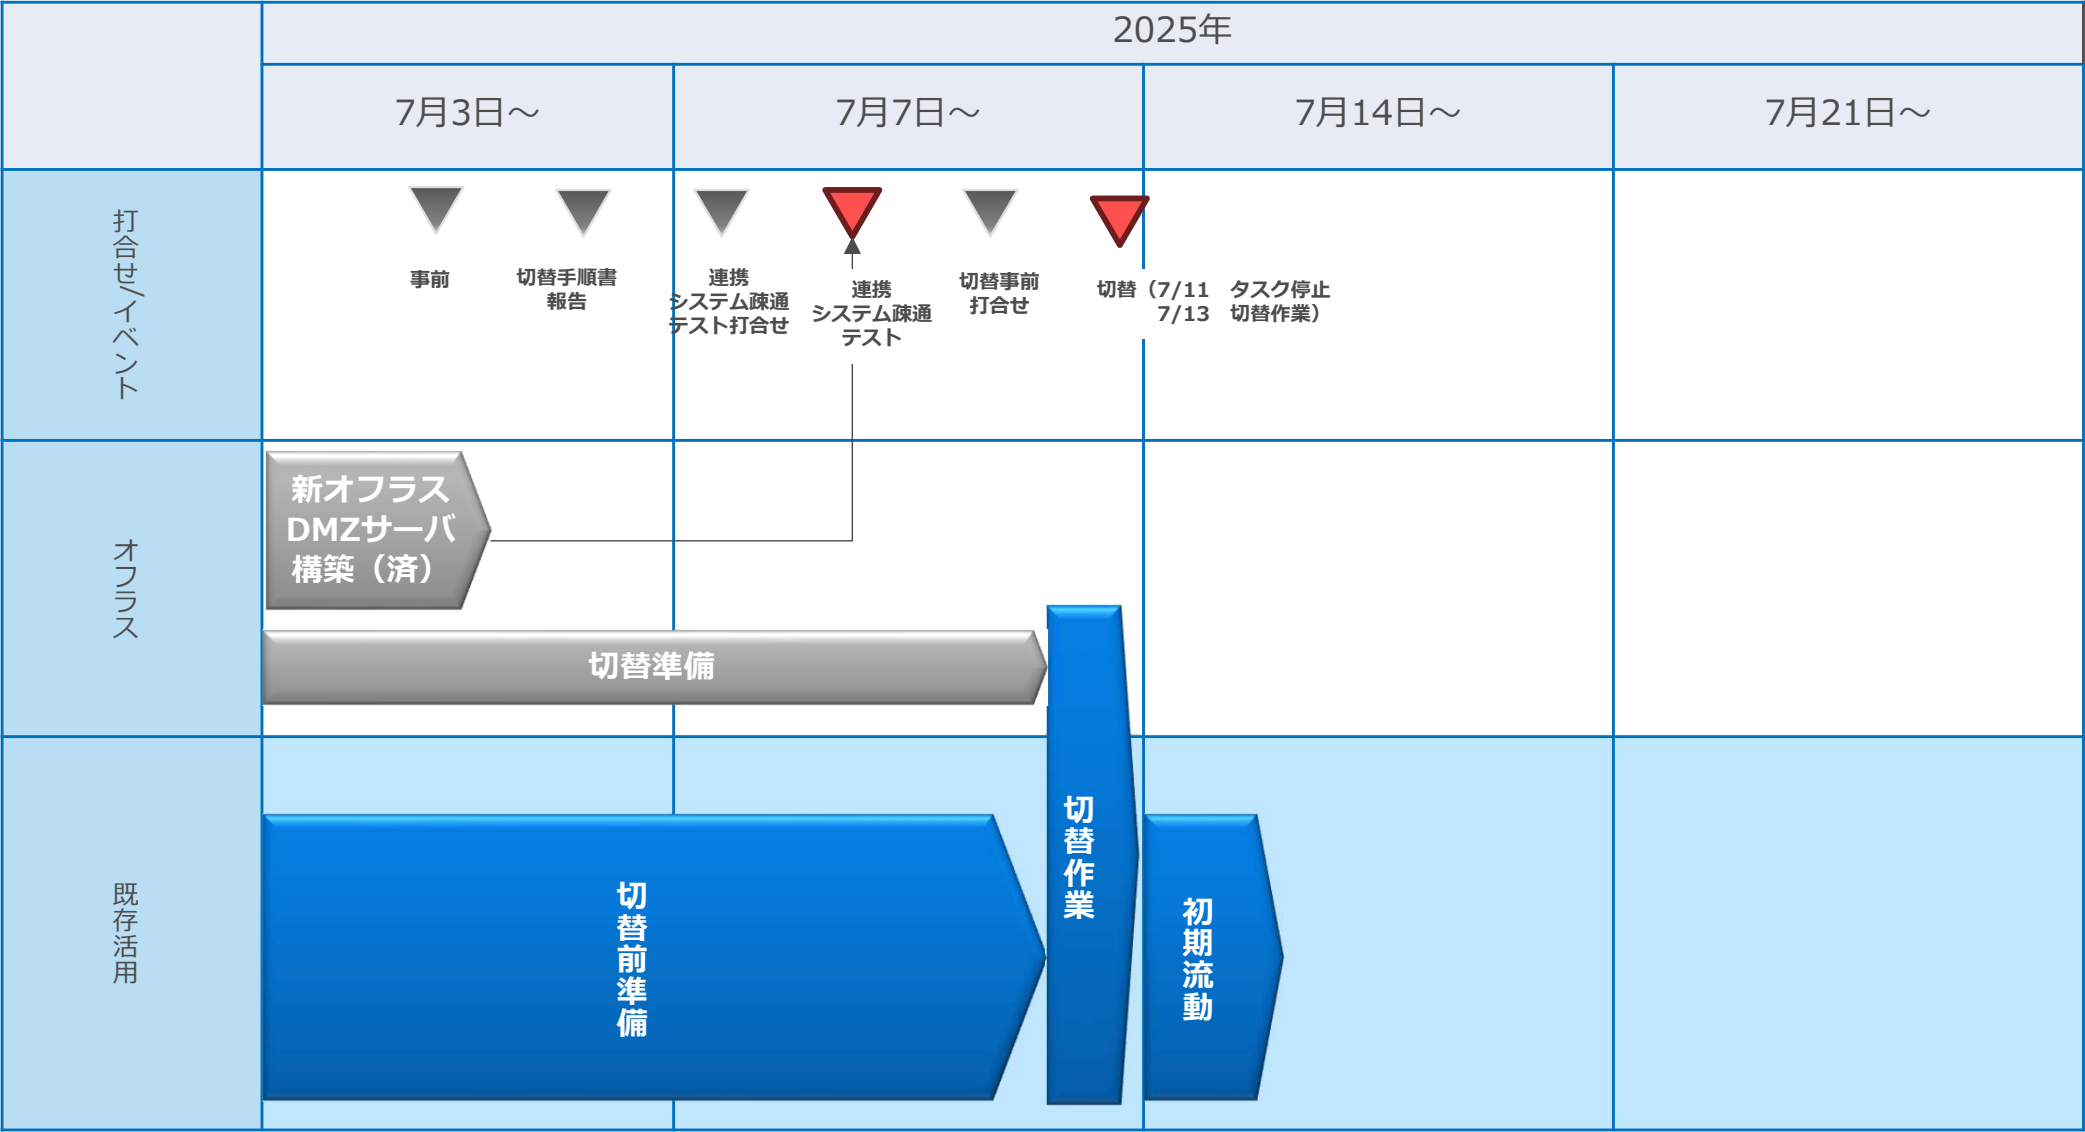 2025年
7月3日～
7月7日～
7月14日～
7月21日～
打合せ/イベント
事前
切替手順書
報告
連携
システム疎通
テスト打合せ
連携
システム疎通
テスト
切替事前
打合せ
切替（7/11　タスク停止
7/13　切替作業）
オフラス
新オフラス
DMZサーバ
構築（済）
切替準備
既存活用
切替前準備
切替作業
初期流動